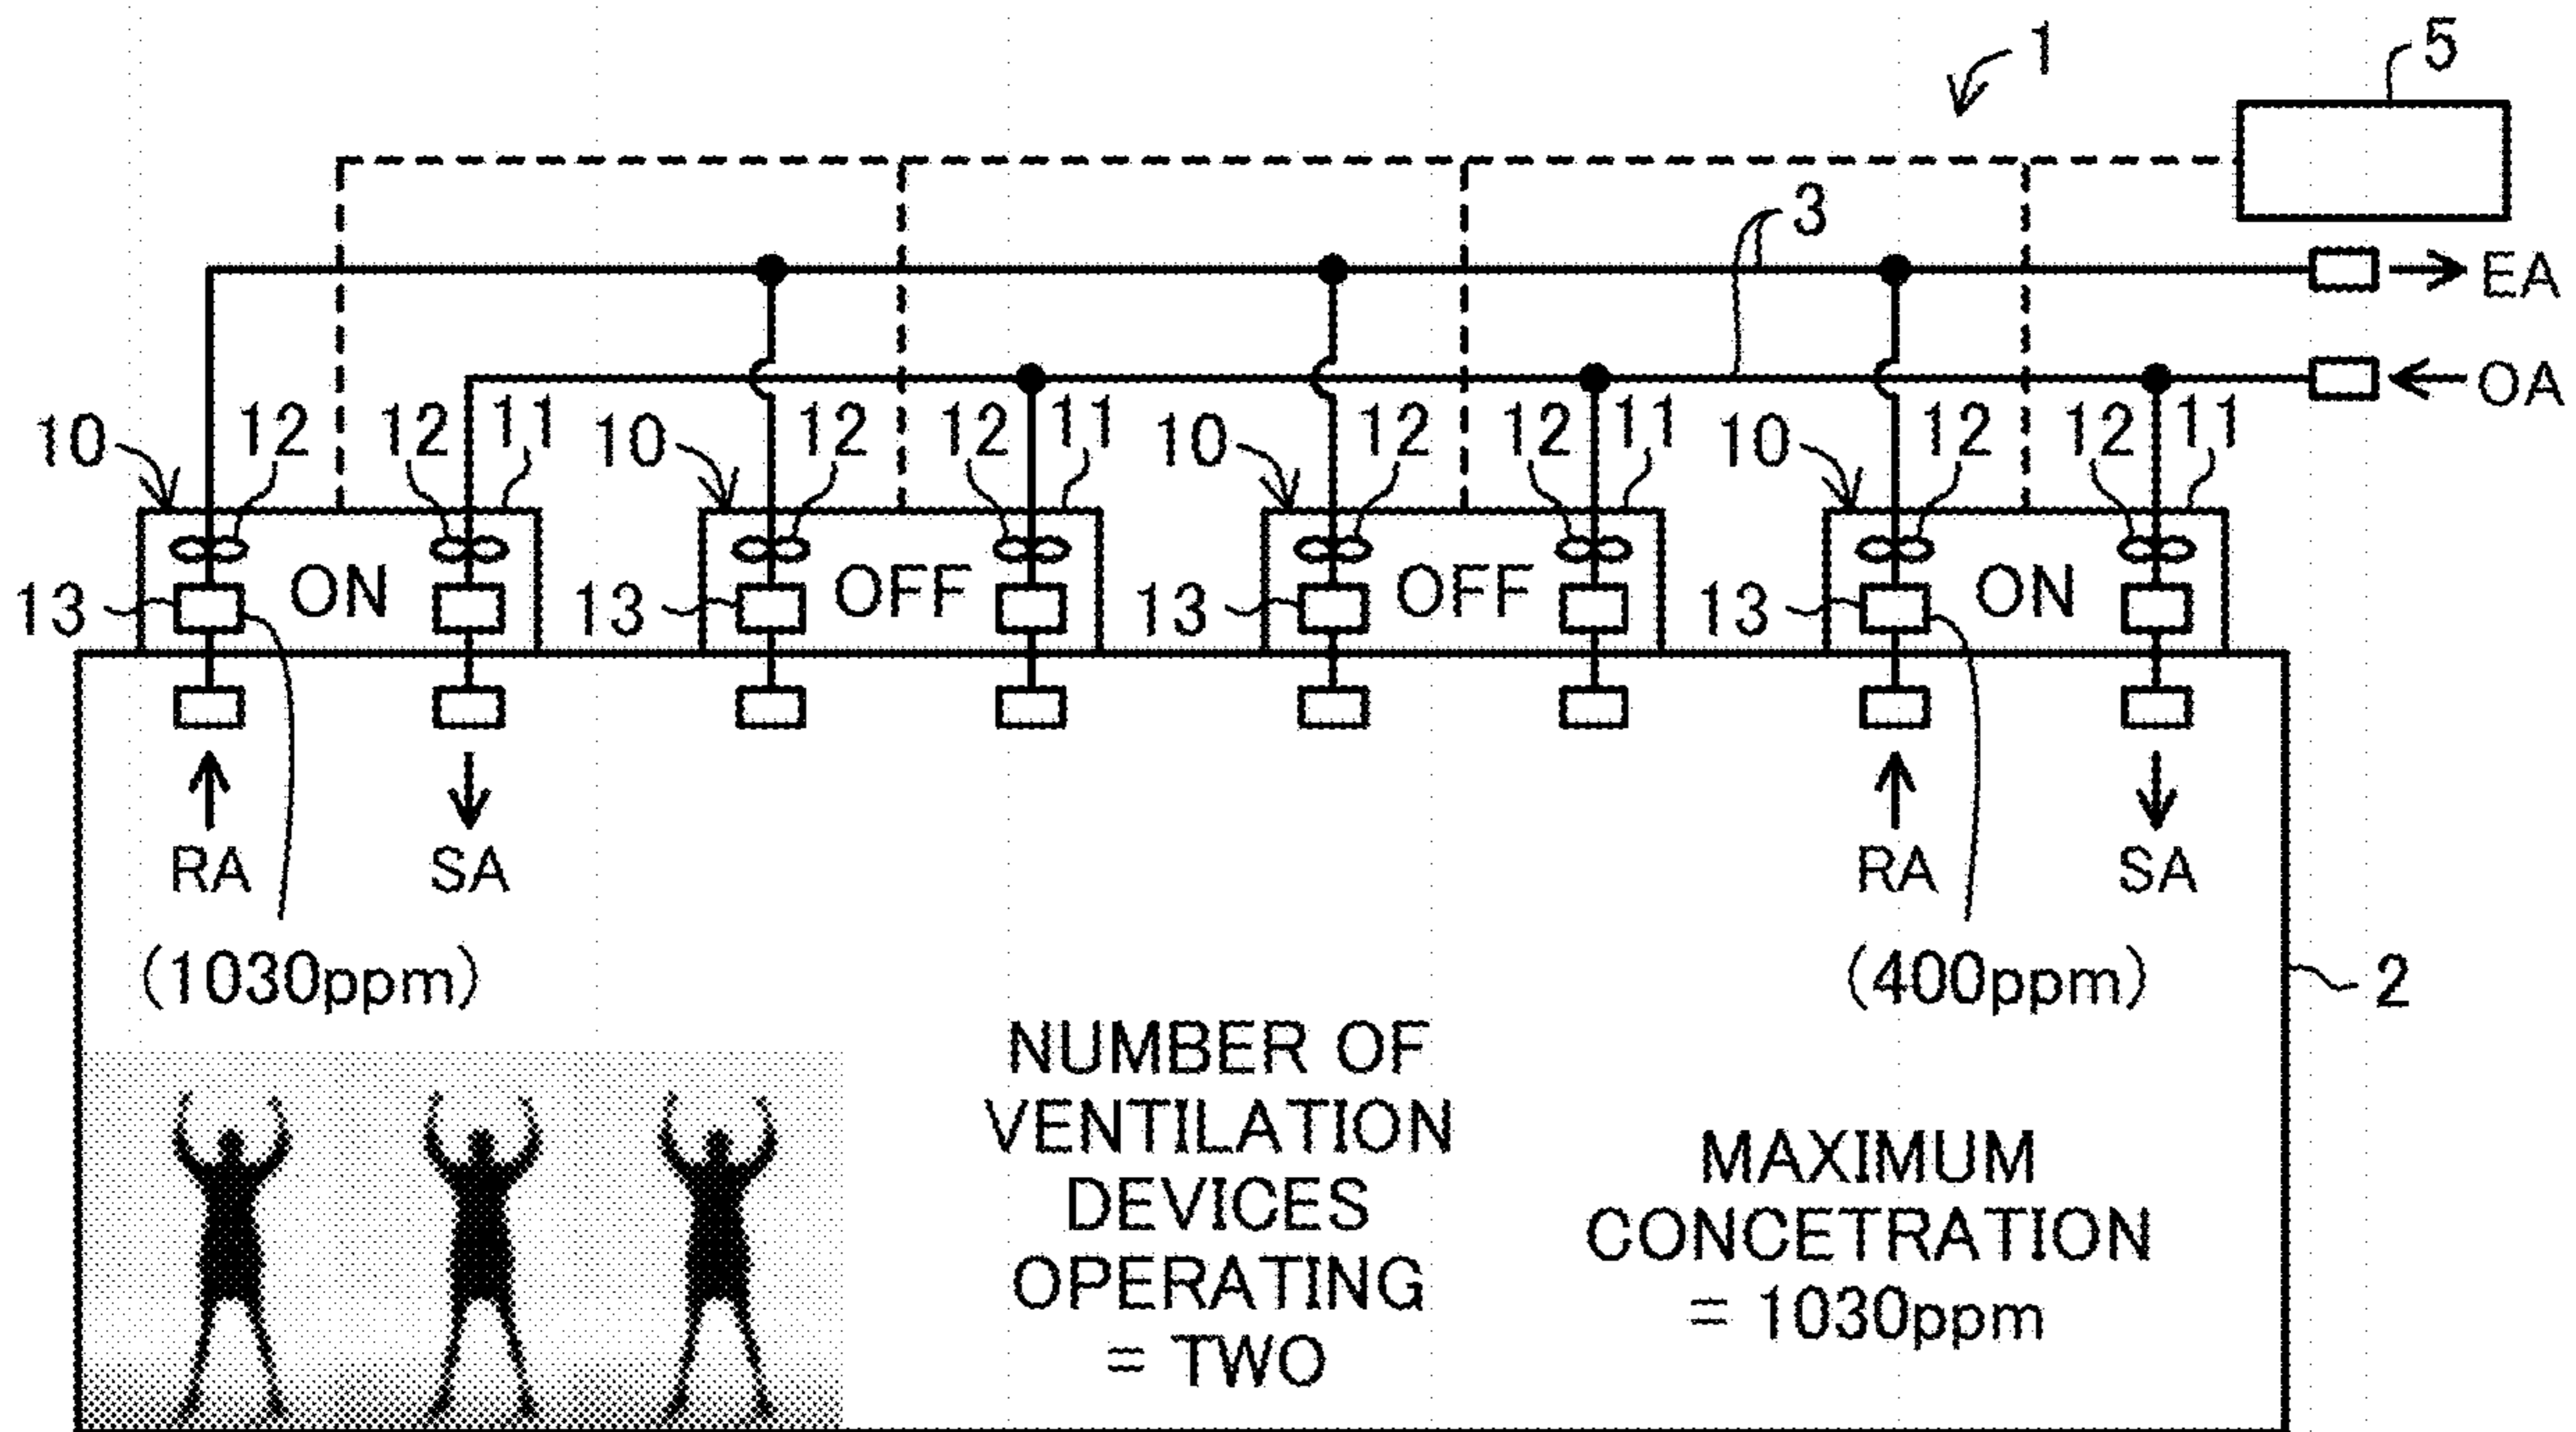 1
5
3
EA
OA
10 12 12 11 10 12 12 11 10 12 12 11 10 12 12 11
13 ON 13 OFF 13 OFF 13 ON
RA SA RA SA
(1030ppm) (400ppm)
2
NUMBER OF
VENTILATION
DEVICES
OPERATING
= TWO
MAXIMUM
CONCETRATION
= 1030ppm